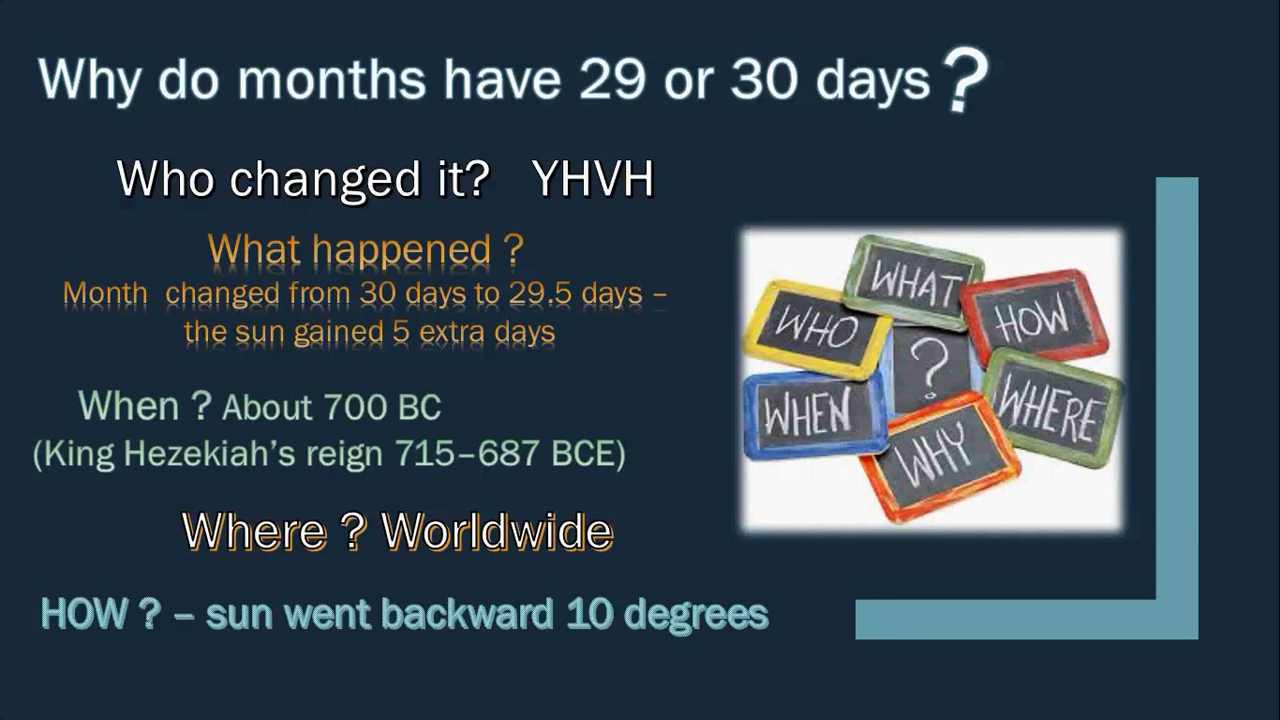 Why do months have 29 or 30 days?
Who changed it? YHVH
What happened ?
Month changed from 30 days to 29.5 days –
the sun gained 5 extra days
When ? About 700 BC
(King Hezekiah’s reign 715–687 BCE)
Where ? Worldwide
HOW ? – sun went backward 10 degrees
WHAT
WHO
HOW
?
WHEN
WHERE
WHY